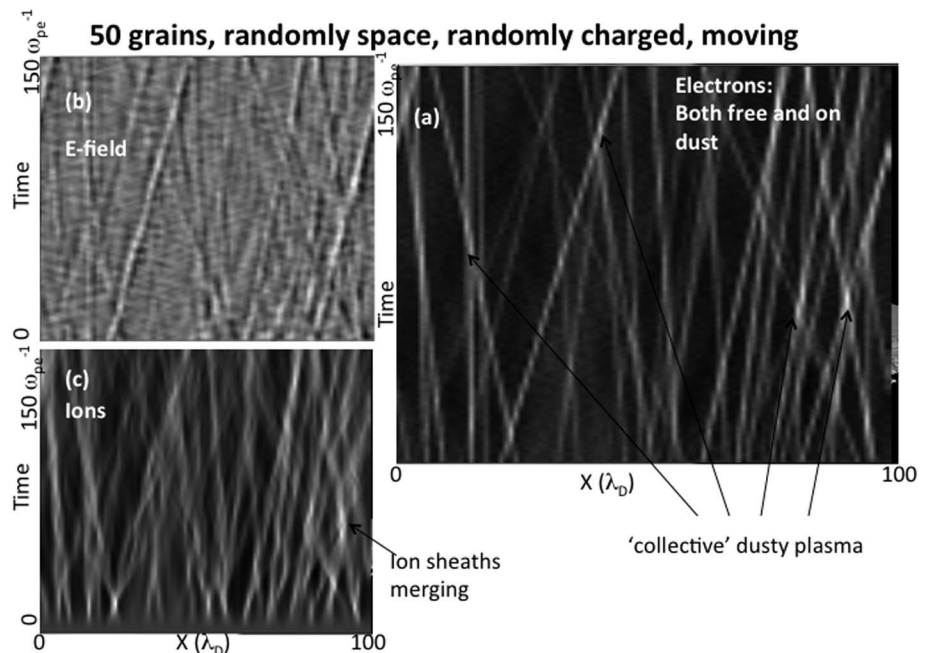 50 grains, randomly space, randomly charged, moving
150 ωpe-1
(b)
E-field
Time
0
150 ωpe-1
(a)
Electrons:
Both free and on
dust
Time
0
100
X (λD)
'collective' dusty plasma
150 ωpe-1
(c)
Ions
Time
0
Ion sheaths
merging
0
X (λD)
100